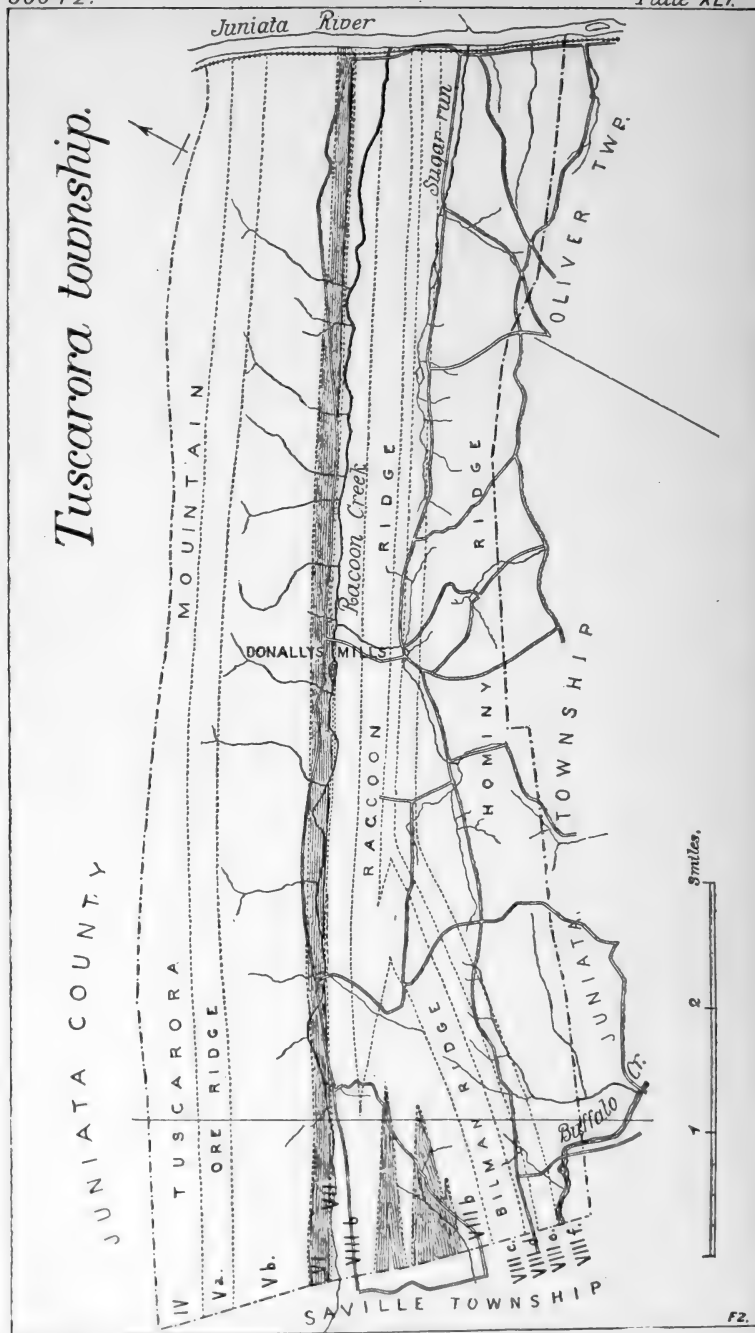 Plate XLI.
Juniata River
Tuscarora township.
Sugar-run
OLIVER TWP.
MOUINTAIN
Racoon Creek
RIDGE
RIDGE
DONALLYS MILLS
RACCOON
HOMINY
TOWNSHIP
JUNIATA COUNTY
TUSCARORA
ORE RIDGE
BILMAN RIDGE
JUNIATA
Buffalo Cr.
1 2 3 miles.
IV
Va.
Vb.
VI
VII
VIII b
VIII b
VIII c.
VIII d.
VIII e.
VIII f.
SAVILLE TOWNSHIP
F2.